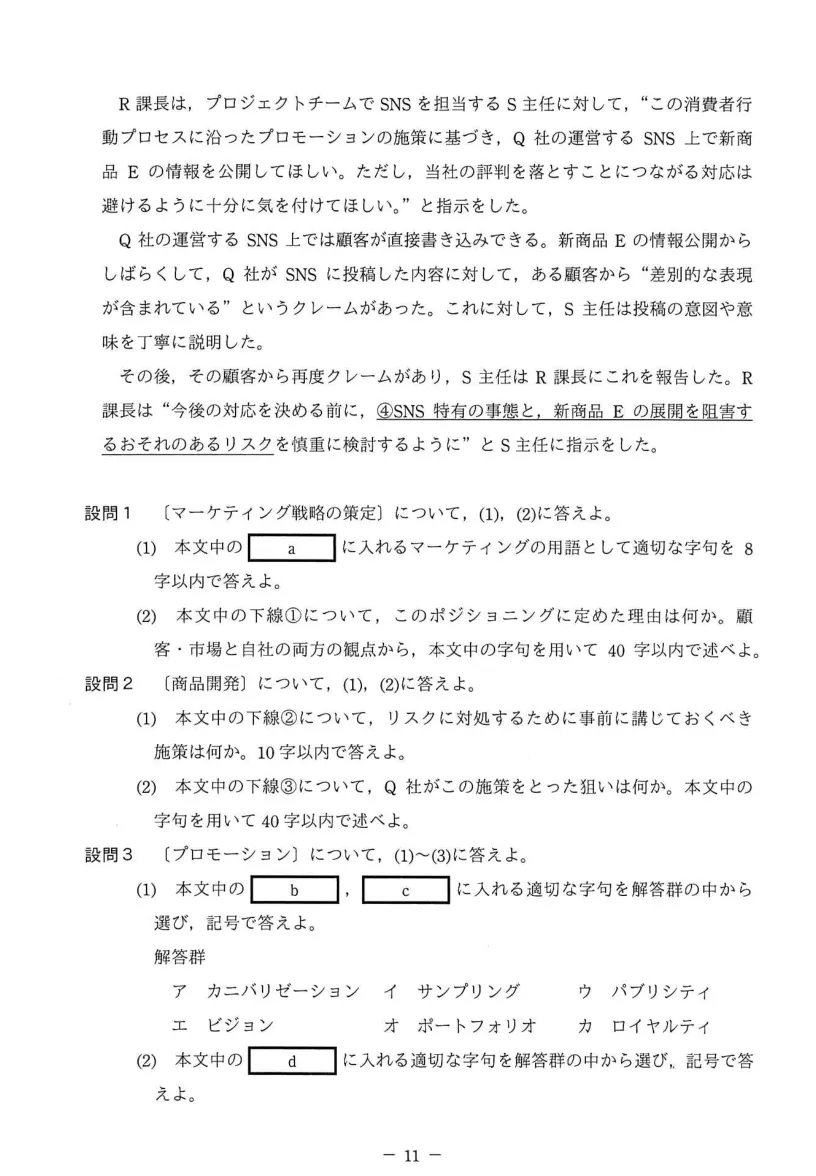 R 課長は，プロジェクトチームで SNS を担当する S 主任に対して，“この消費者行
動プロセスに沿ったプロモーションの施策に基づき，Q 社の運営する SNS 上で新商
品 E の情報を公開してほしい。ただし，当社の評判を落とすことにつながる対応は
避けるように十分に気を付けてほしい。”と指示をした。
Q 社の運営する SNS 上では顧客が直接書き込みできる。新商品 E の情報公開から
しばらくして，Q 社が SNS に投稿した内容に対して，ある顧客から“差別的な表現
が含まれている”というクレームがあった。これに対して，S 主任は投稿の意図や意
味を丁寧に説明した。
その後，その顧客から再度クレームがあり，S 主任は R 課長にこれを報告した。R
課長は“今後の対応を決める前に，④SNS 特有の事態と，新商品 E の展開を阻害す
るおそれのあるリスクを慎重に検討するように”と S 主任に指示をした。
設問1 〔マーケティング戦略の策定〕について，(1)，(2)に答えよ。
(1) 本文中の a に入れるマーケティングの用語として適切な字句を 8
字以内で答えよ。
(2) 本文中の下線①について，このポジショニングに定めた理由は何か。顧
客・市場と自社の両方の観点から，本文中の字句を用いて 40 字以内で述べよ。
設問2 〔商品開発〕について，(1)，(2)に答えよ。
(1) 本文中の下線②について，リスクに対処するために事前に講じておくべき
施策は何か。10 字以内で答えよ。
(2) 本文中の下線③について，Q 社がこの施策をとった狙いは何か。本文中の
字句を用いて 40 字以内で述べよ。
設問3 〔プロモーション〕について，(1)～(3)に答えよ。
(1) 本文中の b ， c に入れる適切な字句を解答群の中から
選び，記号で答えよ。
解答群
ア カニバリゼーション イ サンプリング ウ パブリシティ
エ ビジョン オ ポートフォリオ カ ロイヤルティ
(2) 本文中の d に入れる適切な字句を解答群の中から選び，記号で答
えよ。
－ 11 －